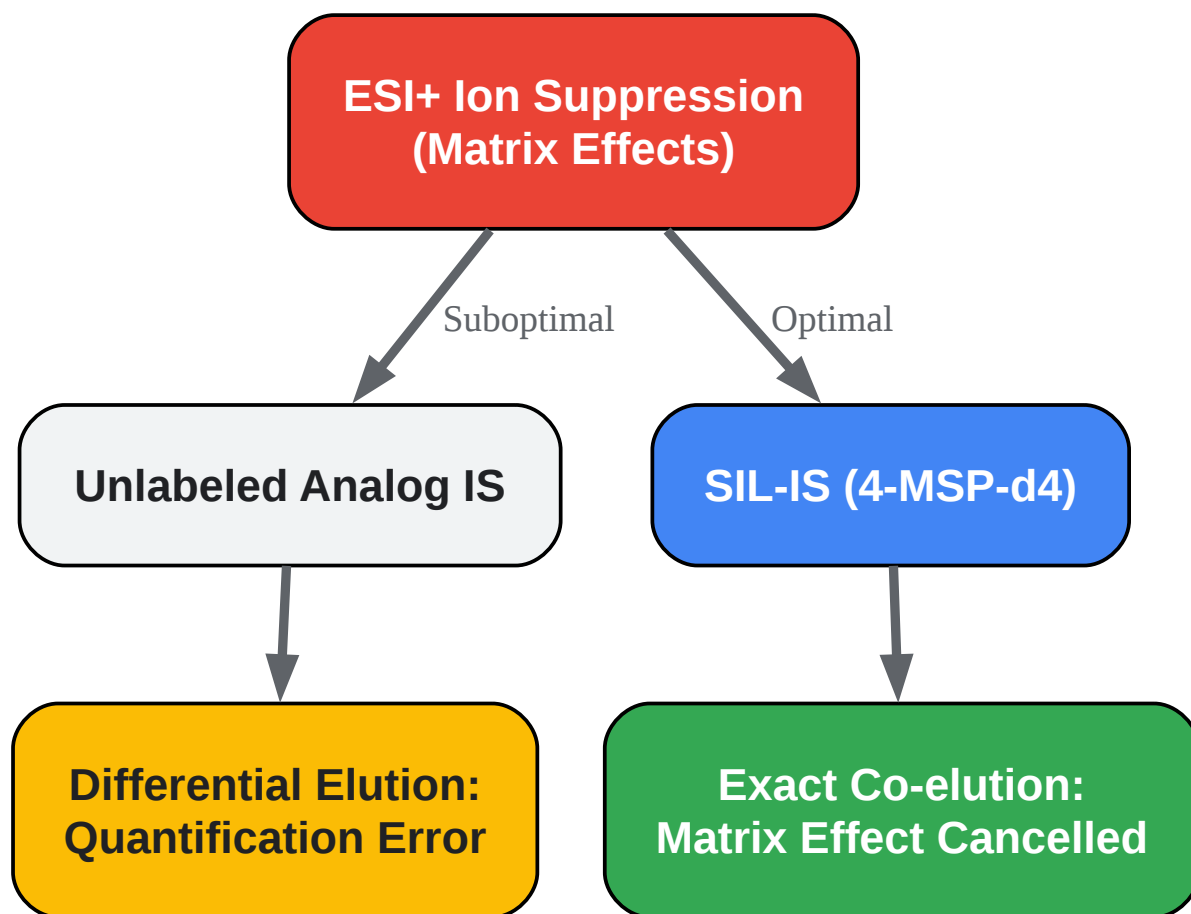 ESI+ Ion Suppression
(Matrix Effects)
Suboptimal
Optimal
Unlabeled Analog IS
SIL-IS (4-MSP-d4)
Differential Elution:
Quantification Error
Exact Co-elution:
Matrix Effect Cancelled